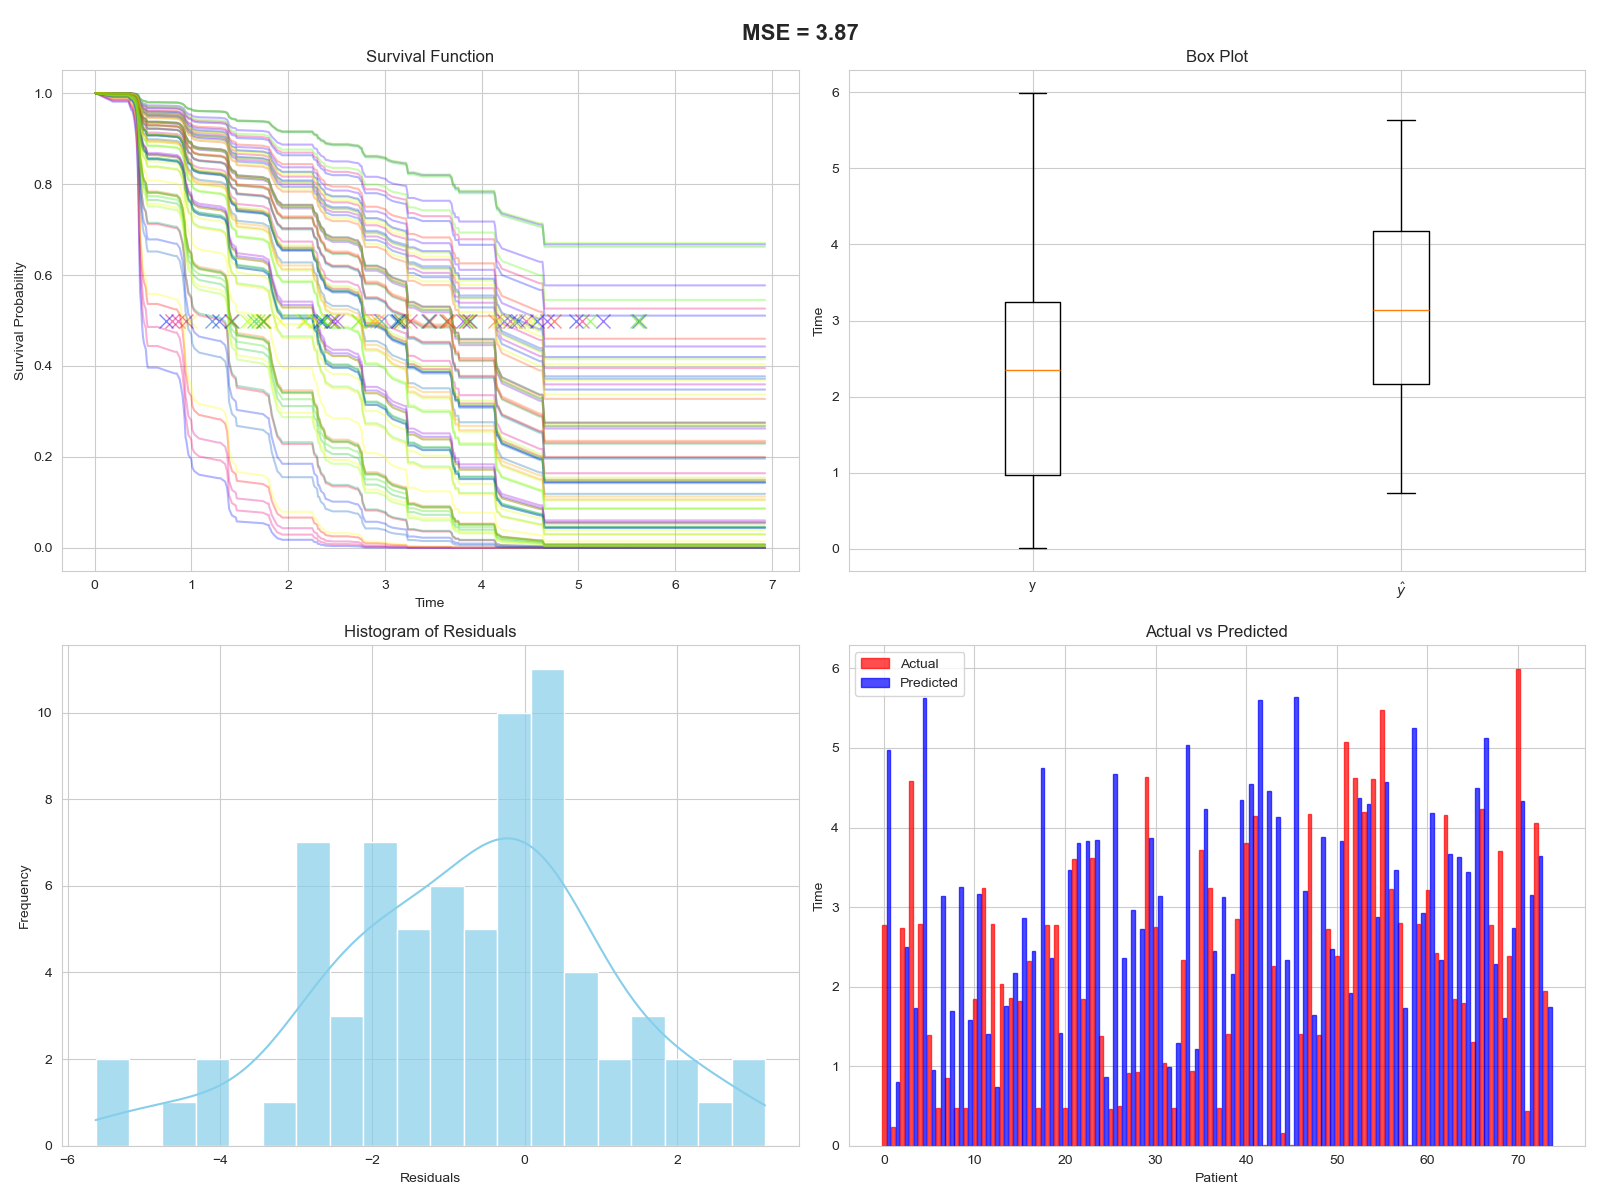 MSE = 3.87
Survival Function
Survival Probability
1.0
0.8
0.6
0.4
0.2
0.0
0 1 2 3 4 5 6 7
Time
Box Plot
Time
6
5
4
3
2
1
0
y ŷ
Histogram of Residuals
Frequency
10
8
6
4
2
0
−6 −4 −2 0 2
Residuals
Actual vs Predicted
Actual
Predicted
Time
6
5
4
3
2
1
0
0 10 20 30 40 50 60 70
Patient